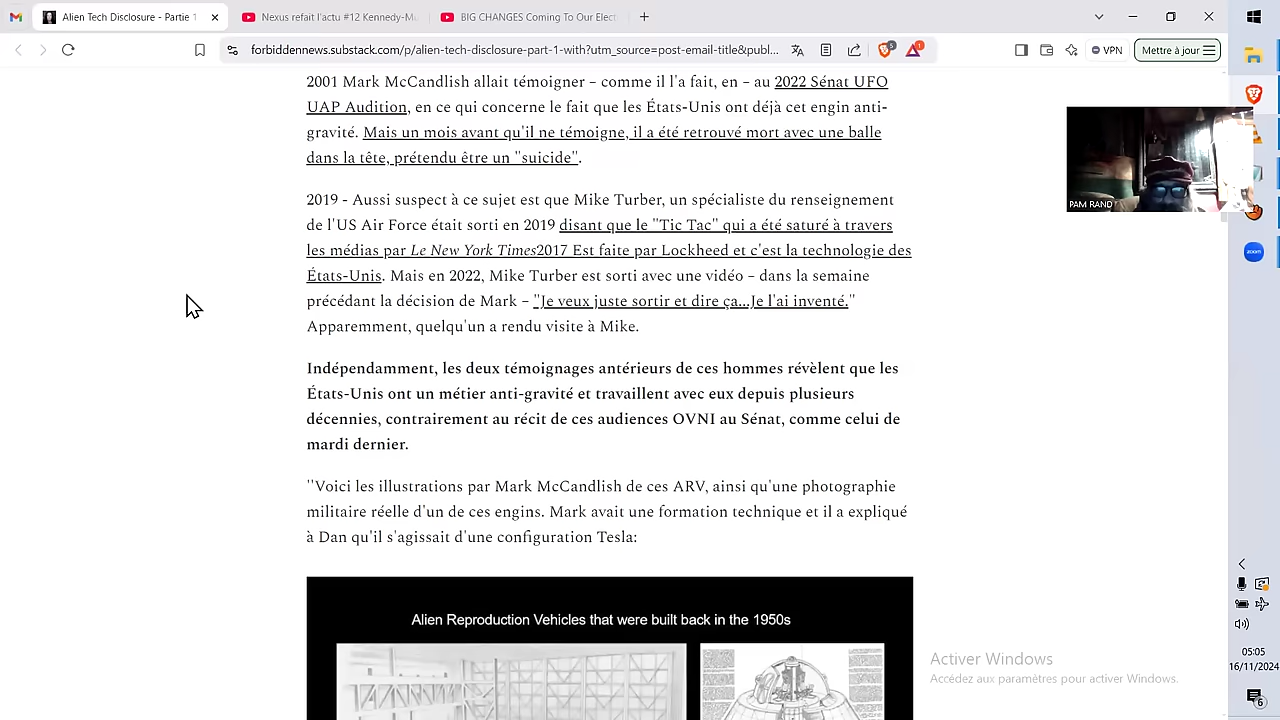 Alien Tech Disclosure - Partie 1
Nexus refait l'actu #12 Kennedy-Mu
BIG CHANGES Coming To Our Elect
forbiddennews.substack.com/p/alien-tech-disclosure-part-1-with?utm_source=post-email-title&publ...
VPN
Mettre à jour
2001 Mark McCandlish allait témoigner – comme il l'a fait, en – au 2022 Sénat UFO
UAP Audition, en ce qui concerne le fait que les États-Unis ont déjà cet engin anti-
gravité. Mais un mois avant qu'il ne témoigne, il a été retrouvé mort avec une balle
dans la tête, prétendu être un "suicide".
2019 - Aussi suspect à ce sujet est que Mike Turber, un spécialiste du renseignement
de l'US Air Force était sorti en 2019 disant que le "Tic Tac" qui a été saturé à travers
les médias par Le New York Times2017 Est faite par Lockheed et c'est la technologie des
États-Unis. Mais en 2022, Mike Turber est sorti avec une vidéo – dans la semaine
précédant la décision de Mark – "Je veux juste sortir et dire ça...Je l'ai inventé."
Apparemment, quelqu'un a rendu visite à Mike.
Indépendamment, les deux témoignages antérieurs de ces hommes révèlent que les
États-Unis ont un métier anti-gravité et travaillent avec eux depuis plusieurs
décennies, contrairement au récit de ces audiences OVNI au Sénat, comme celui de
mardi dernier.
''Voici les illustrations par Mark McCandlish de ces ARV, ainsi qu'une photographie
militaire réelle d'un de ces engins. Mark avait une formation technique et il a expliqué
à Dan qu'il s'agissait d'une configuration Tesla:
Alien Reproduction Vehicles that were built back in the 1950s
PAM RAND
zoom
Activer Windows
Accédez aux paramètres pour activer Windows.
05:05
16/11/2024
6